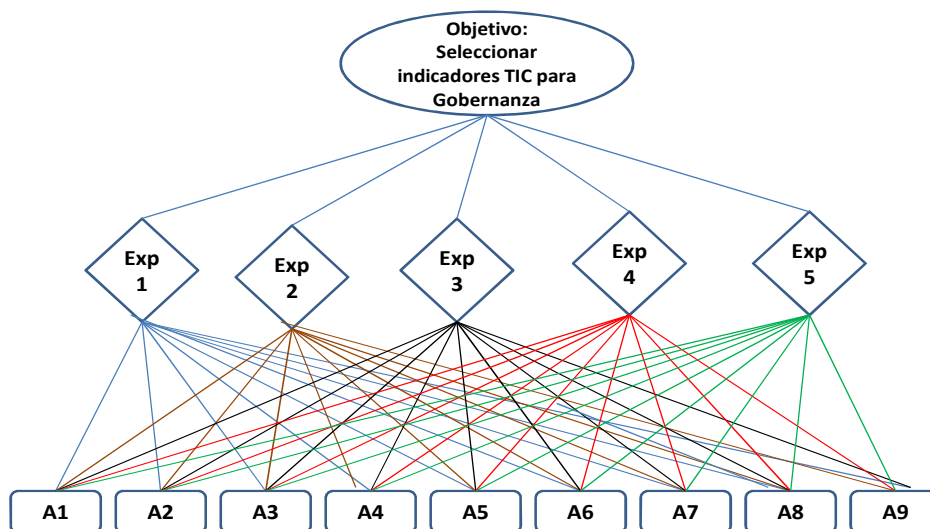 Objetivo:
Seleccionar
indicadores TIC para
Gobernanza
Exp
1
Exp
2
Exp
3
Exp
4
Exp
5
A1
A2
A3
A4
A5
A6
A7
A8
A9